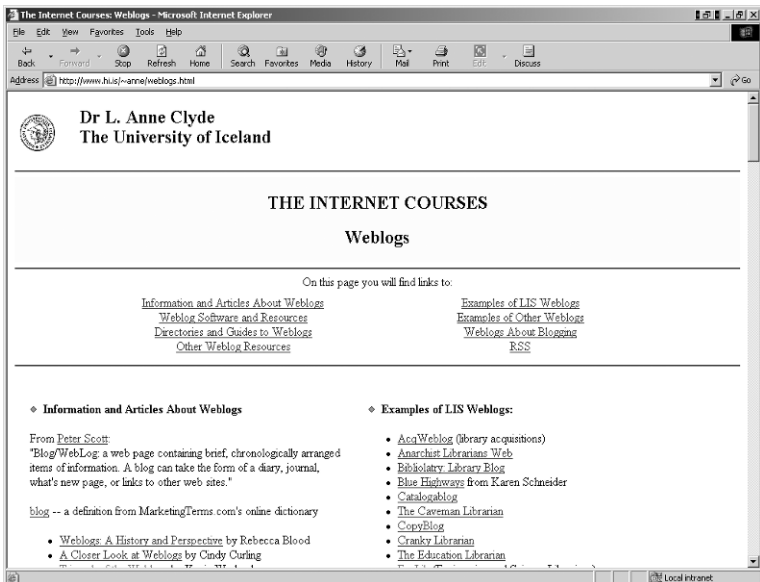 The Internet Courses: Weblogs - Microsoft Internet Explorer
File Edit View Favorites Tools Help
Back Forward Stop Refresh Home Search Favorites Media History Mail Print Edit Discuss
Address http://www.hi.is/~anne/weblogs.html Go
Dr L. Anne Clyde
The University of Iceland
THE INTERNET COURSES
Weblogs
On this page you will find links to:
Information and Articles About Weblogs
Weblog Software and Resources
Directories and Guides to Weblogs
Other Weblog Resources
Examples of LIS Weblogs
Examples of Other Weblogs
Weblogs About Blogging
RSS
Information and Articles About Weblogs
From Peter Scott:
"Blog/WebLog: a web page containing brief, chronologically arranged
items of information. A blog can take the form of a diary, journal,
what's new page, or links to other web sites."
blog -- a definition from MarketingTerms.com's online dictionary
Weblogs: A History and Perspective by Rebecca Blood
A Closer Look at Weblogs by Cindy Curling
Examples of LIS Weblogs:
AcqWeblog (library acquisitions)
Anarchist Librarians Web
Bibliolatry: Library Blog
Blue Highways from Karen Schneider
Catalogablog
The Caveman Librarian
CopyBlog
Cranky Librarian
The Education Librarian
Local intranet